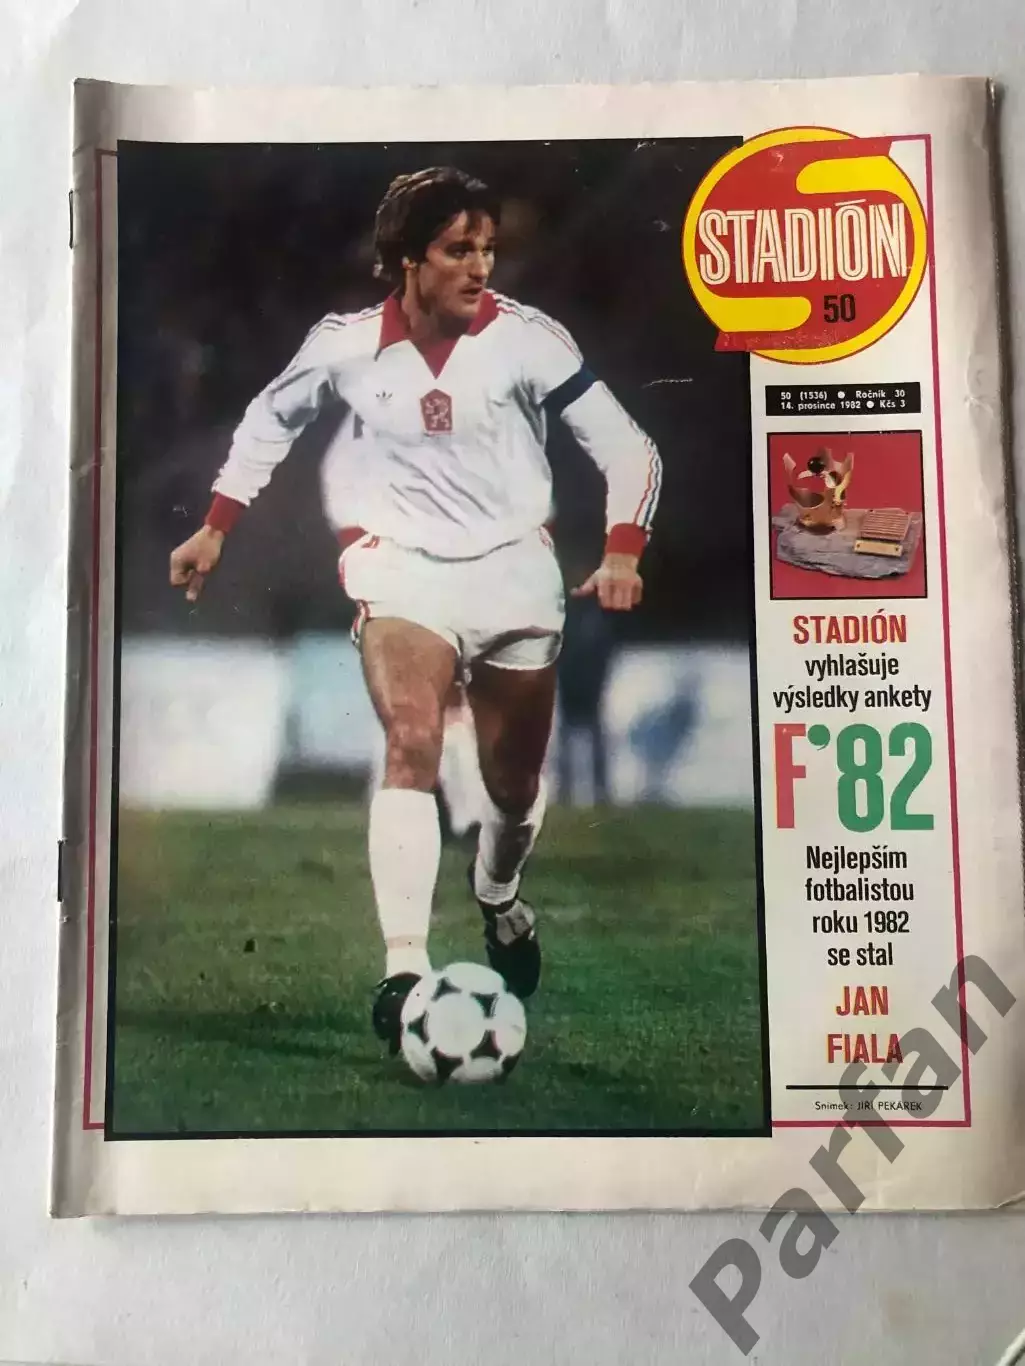 STADIÓN
50
50 (1536) ● Ročník 30
14. prosince 1982 ● Kčs 3
STADIÓN
vyhlašuje
výsledky ankety
F'82
Nejlepším
fotbalistou
roku 1982
se stal
JAN
FIALA
Snímek: JIŘÍ PEKÁREK
Parfan